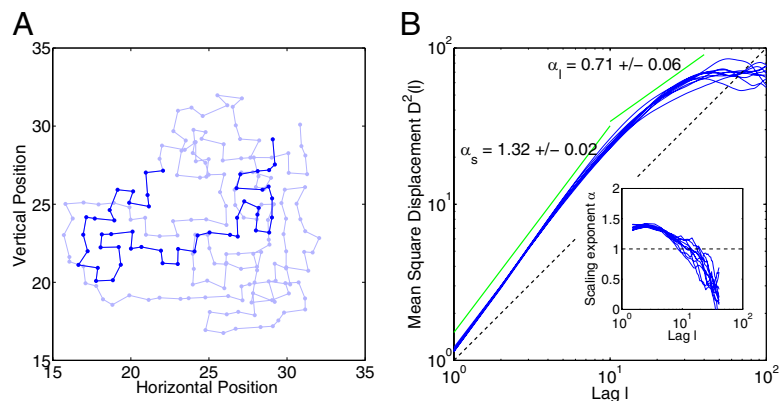 A
35
30
25
20
15
15 20 25 30 35
Vertical Position
Horizontal Position
B
10²
10¹
10⁰
10⁰ 10¹ 10²
Mean Square Displacement D²(l)
Lag l
α_l = 0.71 +/− 0.06
α_s = 1.32 +/− 0.02
2
1.5
1
0.5
0
10⁰ 10¹ 10²
Scaling exponent α
Lag l